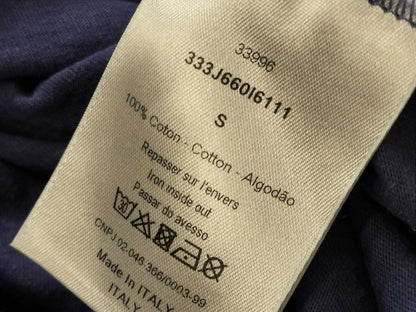 33996
333J660I6111
S
100% Coton - Cotton - Algodão
Repasser sur l'envers
Iron inside out
Passar do avesso
CNPJ 02-046.366/0003-99
Made In ITALY
ITALY